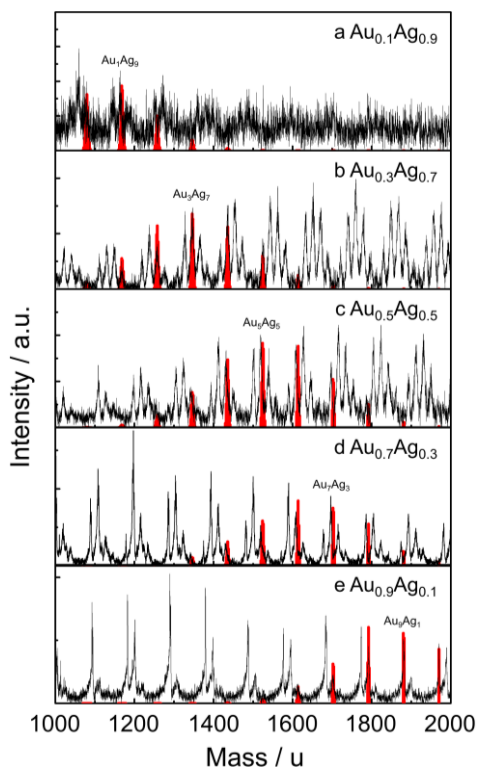 a Au₀.₁Ag₀.₉
Au₁Ag₉
b Au₀.₃Ag₀.₇
Au₃Ag₇
c Au₀.₅Ag₀.₅
Au₅Ag₅
d Au₀.₇Ag₀.₃
Au₇Ag₃
e Au₀.₉Ag₀.₁
Au₉Ag₁
Intensity / a.u.
1000 1200 1400 1600 1800 2000
Mass / u